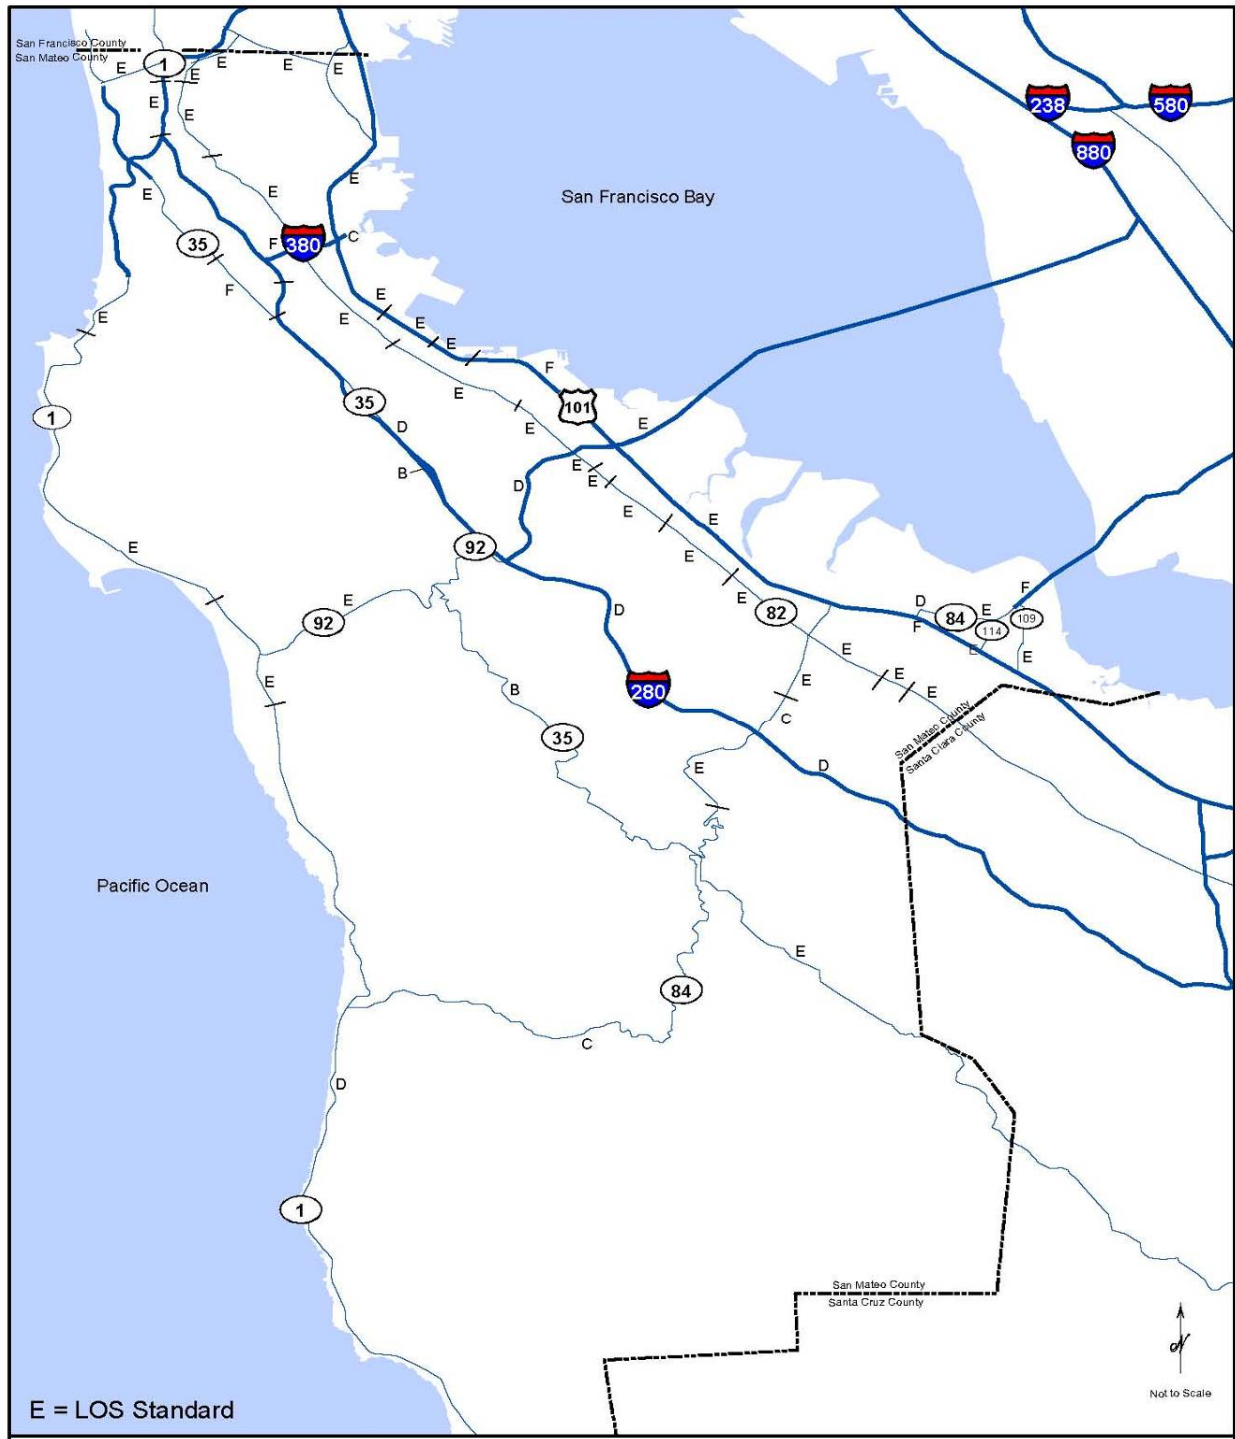 San Francisco County
San Mateo County
E
1
E
E
E
E
E
E
238
580
880
E
E
E
San Francisco Bay
35
F
380
C
F
E
E
E
E
E
E
F
1
35
E
101
E
E
D
B
E
E
D
E
E
E
E
92
E
D
E
E
92
82
D
84
E
F
114
109
F
E
E
E
E
E
E
E
B
280
C
35
San Mateo County
Santa Clara County
E
D
Pacific Ocean
E
84
C
D
1
San Mateo County
Santa Cruz County
N
Not to Scale
E = LOS Standard